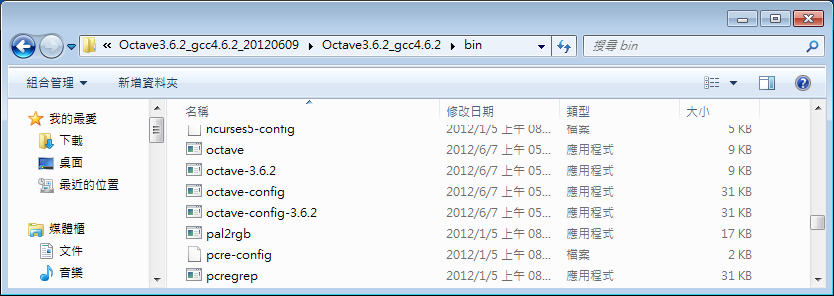 « Octave3.6.2_gcc4.6.2_20120609 ▸ Octave3.6.2_gcc4.6.2 ▸ bin 搜尋 bin
組合管理 新增資料夾
我的最愛
下載
桌面
最近的位置
媒體櫃
文件
音樂
名稱 修改日期 類型 大小
ncurses5-config 2012/1/5 上午 08... 檔案 5 KB
octave 2012/6/7 上午 05... 應用程式 9 KB
octave-3.6.2 2012/6/7 上午 05... 應用程式 9 KB
octave-config 2012/6/7 上午 05... 應用程式 31 KB
octave-config-3.6.2 2012/6/7 上午 05... 應用程式 31 KB
pal2rgb 2012/1/5 上午 08... 應用程式 17 KB
pcre-config 2012/1/5 上午 08... 檔案 2 KB
pcregrep 2012/1/5 上午 08... 應用程式 31 KB